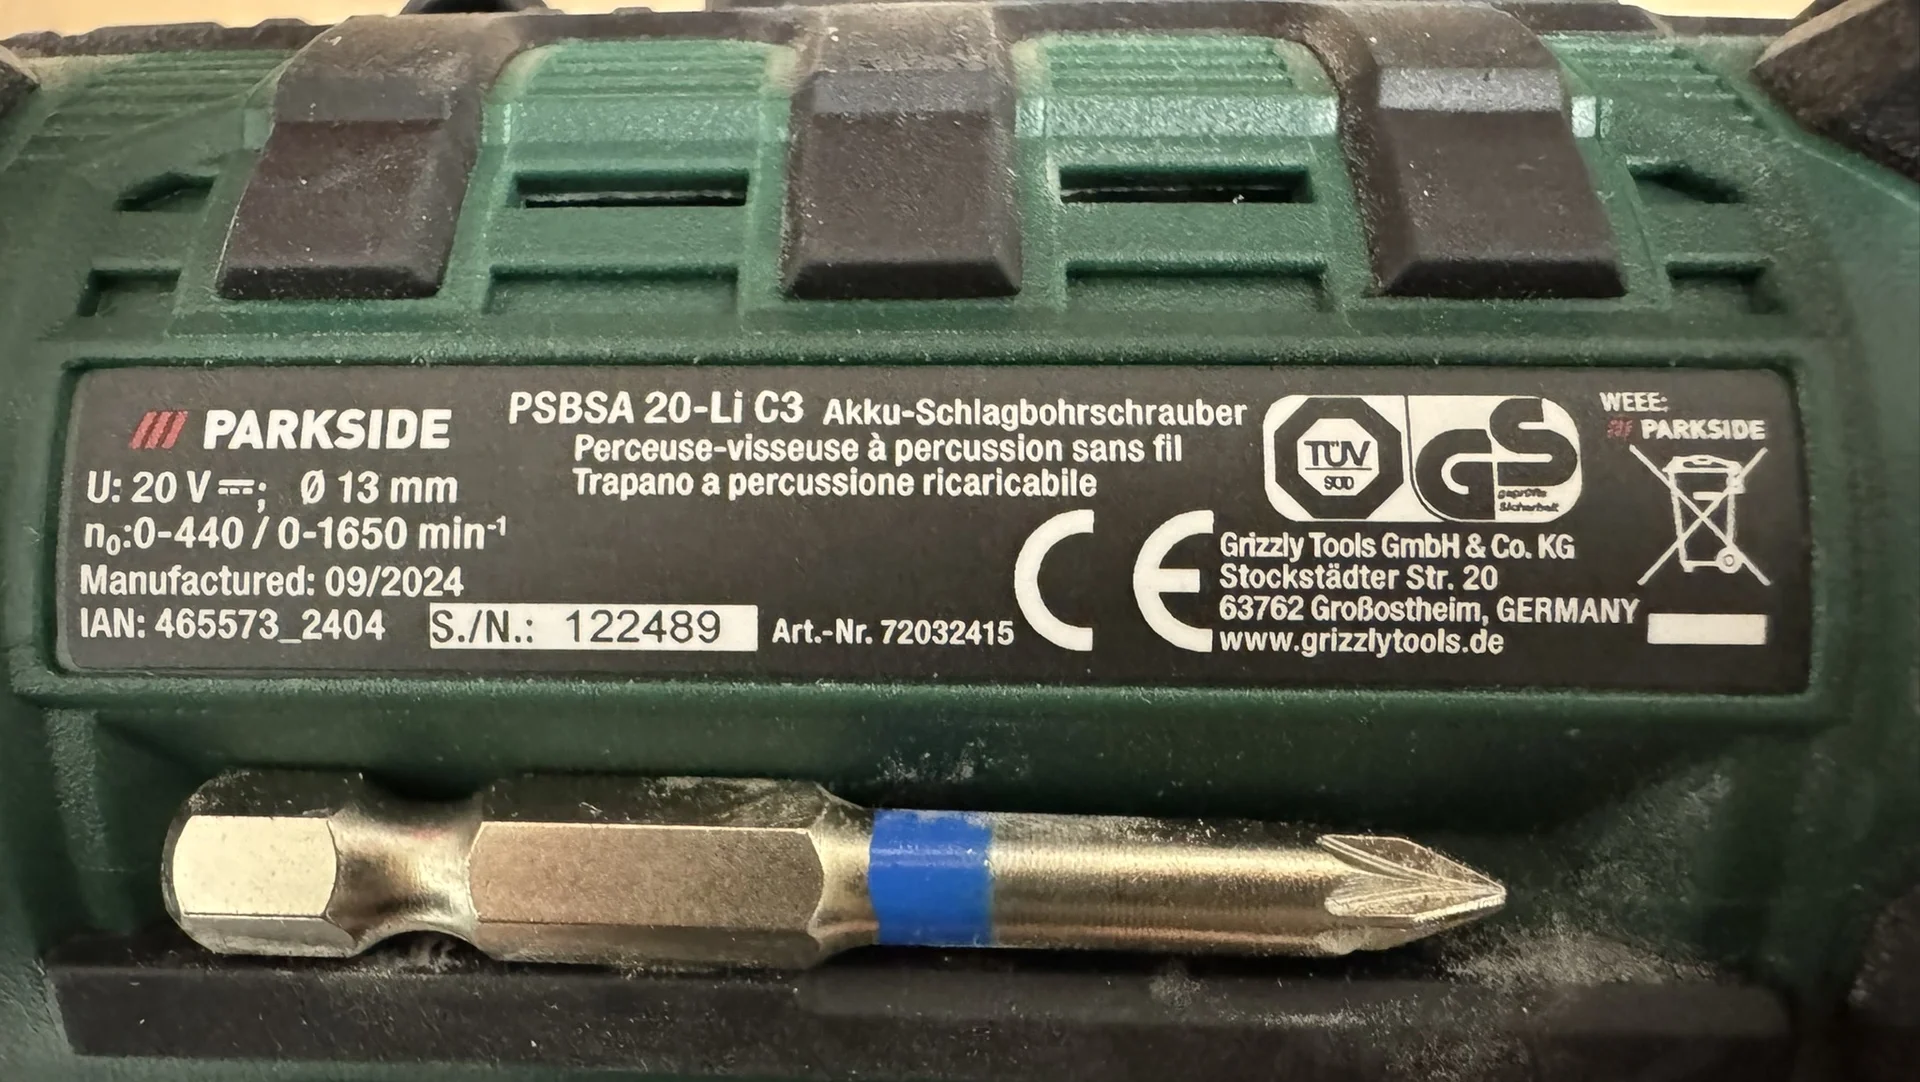 PARKSIDE
U: 20 V⎓; Ø 13 mm
n₀:0-440 / 0-1650 min⁻¹
Manufactured: 09/2024
IAN: 465573_2404
S./N.: 122489
Art.-Nr. 72032415
PSBSA 20-Li C3 Akku-Schlagbohrschrauber
Perceuse-visseuse à percussion sans fil
Trapano a percussione ricaricabile
CE
TÜV
SÜD
GS
geprüfte
Sicherheit
Grizzly Tools GmbH & Co. KG
Stockstädter Str. 20
63762 Großostheim, GERMANY
www.grizzlytools.de
WEEE:
PARKSIDE